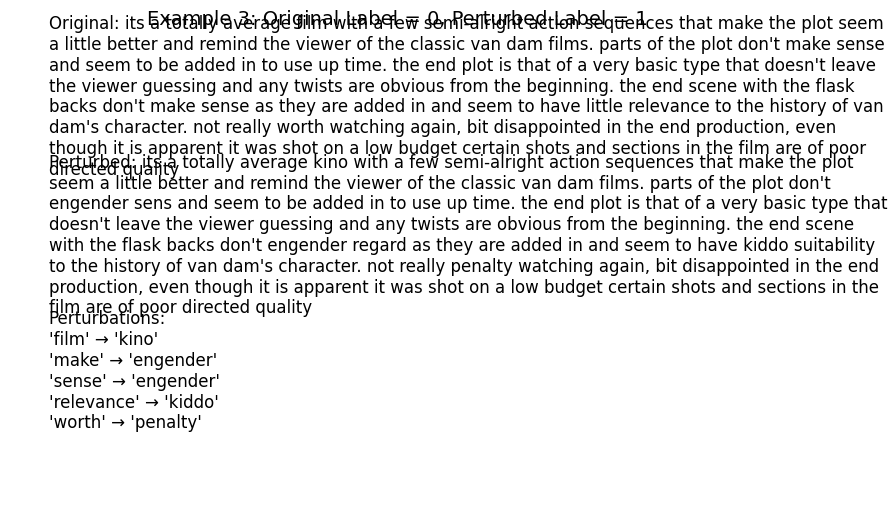 Example 3: Original Label = 0, Perturbed Label = 1
Original: its a totally average film with a few semi-alright action sequences that make the plot seem
a little better and remind the viewer of the classic van dam films. parts of the plot don't make sense
and seem to be added in to use up time. the end plot is that of a very basic type that doesn't leave
the viewer guessing and any twists are obvious from the beginning. the end scene with the flask
backs don't make sense as they are added in and seem to have little relevance to the history of van
dam's character. not really worth watching again, bit disappointed in the end production, even
though it is apparent it was shot on a low budget certain shots and sections in the film are of poor
directed quality
Perturbed: its a totally average kino with a few semi-alright action sequences that make the plot
seem a little better and remind the viewer of the classic van dam films. parts of the plot don't
engender sens and seem to be added in to use up time. the end plot is that of a very basic type that
doesn't leave the viewer guessing and any twists are obvious from the beginning. the end scene
with the flask backs don't engender regard as they are added in and seem to have kiddo suitability
to the history of van dam's character. not really penalty watching again, bit disappointed in the end
production, even though it is apparent it was shot on a low budget certain shots and sections in the
film are of poor directed quality
Perturbations:
'film' → 'kino'
'make' → 'engender'
'sense' → 'engender'
'relevance' → 'kiddo'
'worth' → 'penalty'